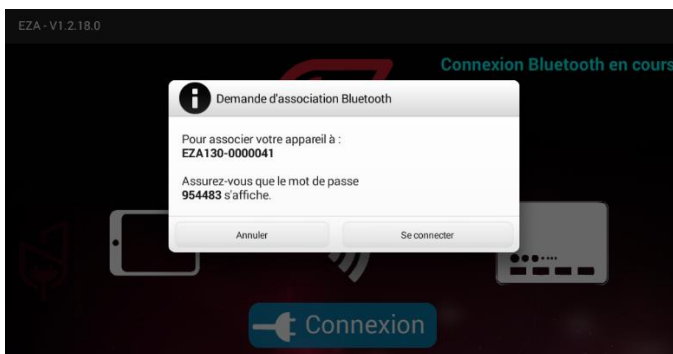 EZA - V1.2.18.0
Connexion Bluetooth en cours
Demande d'association Bluetooth
Pour associer votre appareil à :
EZA130-0000041
Assurez-vous que le mot de passe
954483 s'affiche.
Annuler
Se connecter
Connexion